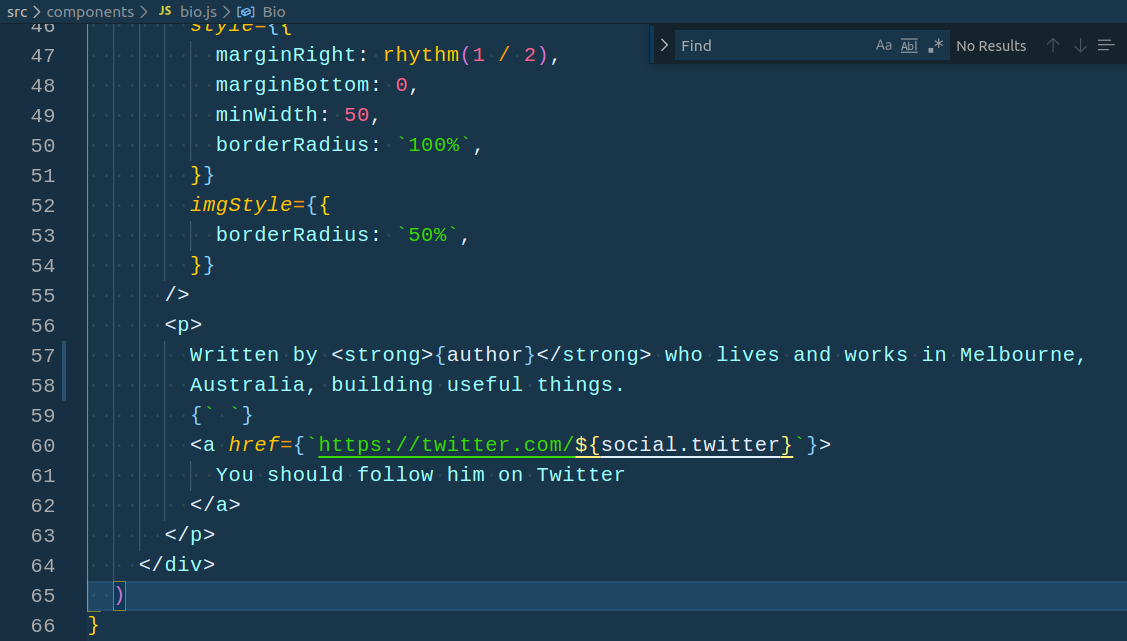 src > components > JS bio.js > Bio
46 style={{
Find Aa Abl .* No Results
47 marginRight: rhythm(1 / 2),
48 marginBottom: 0,
49 minWidth: 50,
50 borderRadius: `100%`,
51 }}
52 imgStyle={{
53 borderRadius: `50%`,
54 }}
55 />
56 <p>
57 Written by <strong>{author}</strong> who lives and works in Melbourne,
58 Australia, building useful things.
59 {` `}
60 <a href={`https://twitter.com/${social.twitter}`}>
61 You should follow him on Twitter
62 </a>
63 </p>
64 </div>
65 )
66 }